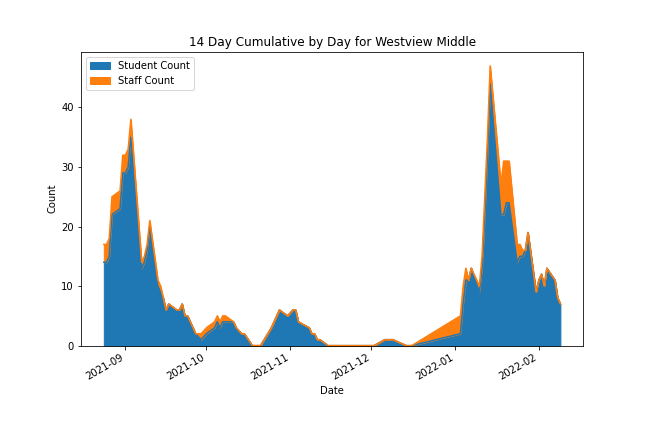 14 Day Cumulative by Day for Westview Middle
Student Count
Staff Count
40
30
20
10
0
Count
2021-09
2021-10
2021-11
2021-12
2022-01
2022-02
Date